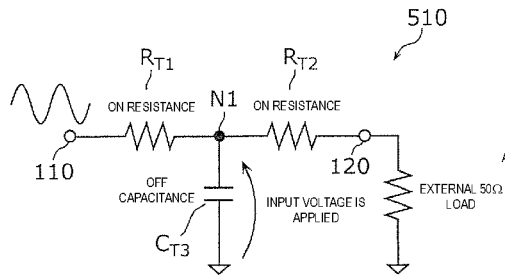 510
RT1
RT2
ON RESISTANCE
N1
ON RESISTANCE
110
120
OFF
CAPACITANCE
INPUT VOLTAGE IS
APPLIED
EXTERNAL 50Ω
LOAD
CT3
A